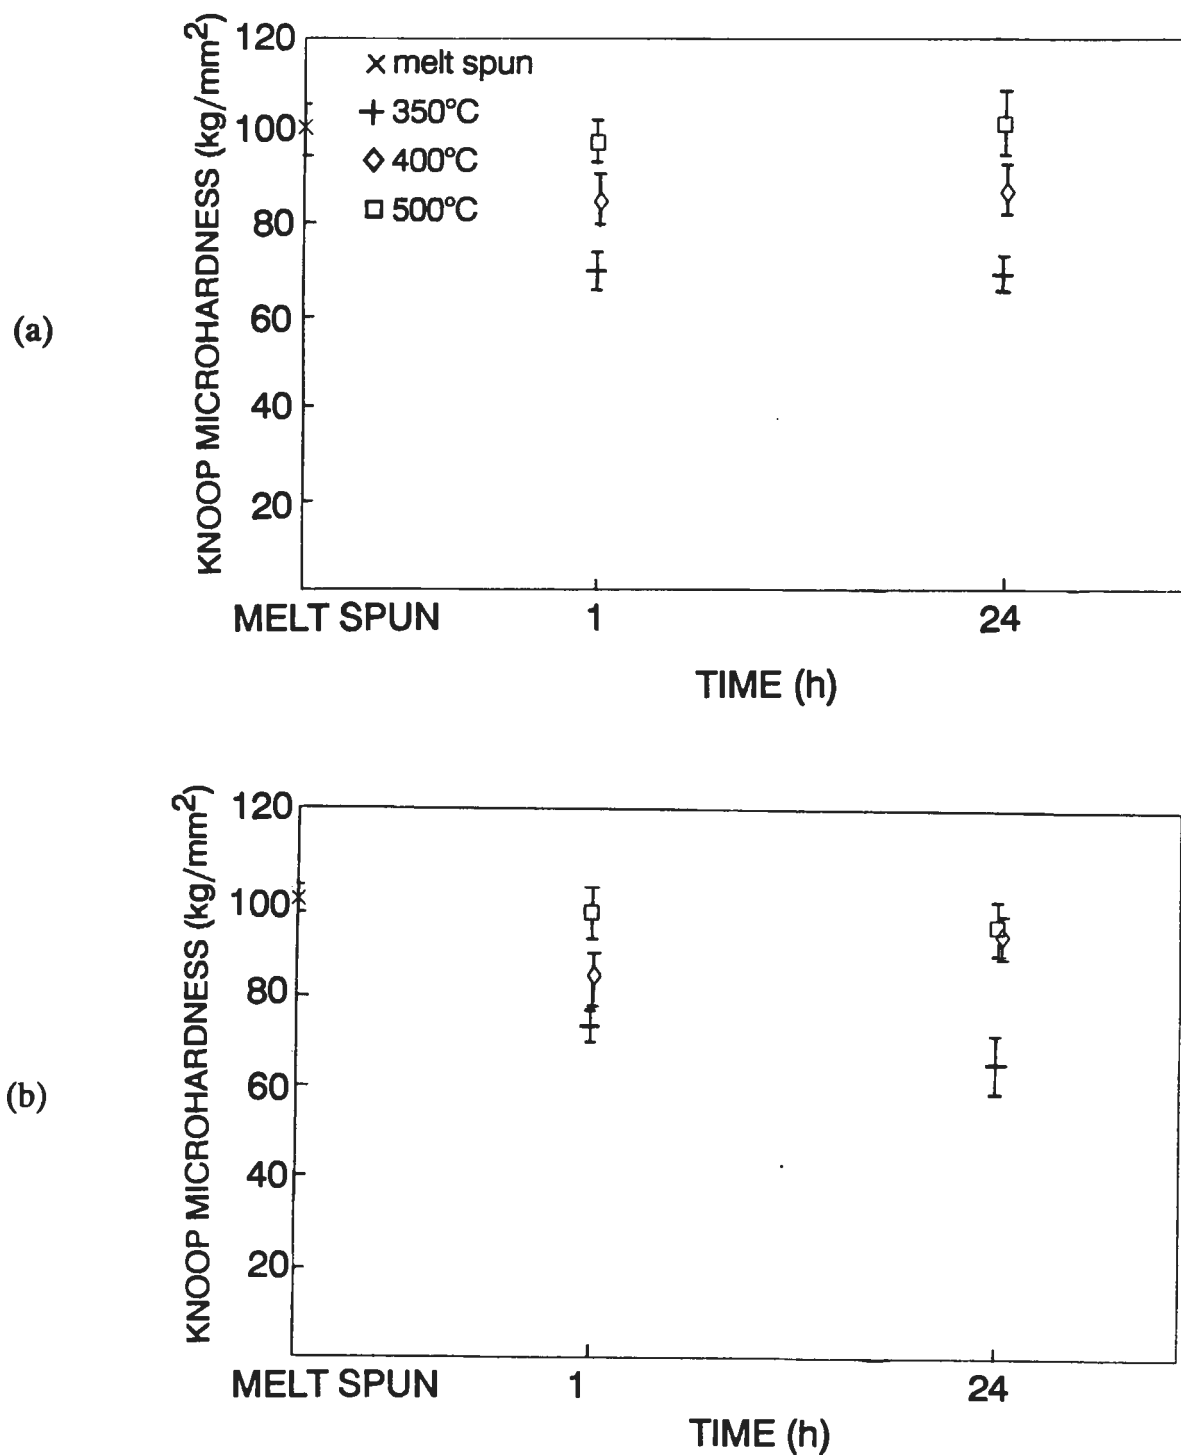 (a)
KNOOP MICROHARDNESS (kg/mm²)
120
100
80
60
40
20
× melt spun
+ 350°C
◇ 400°C
□ 500°C
MELT SPUN 1 24
TIME (h)
(b)
KNOOP MICROHARDNESS (kg/mm²)
120
100
80
60
40
20
MELT SPUN 1 24
TIME (h)